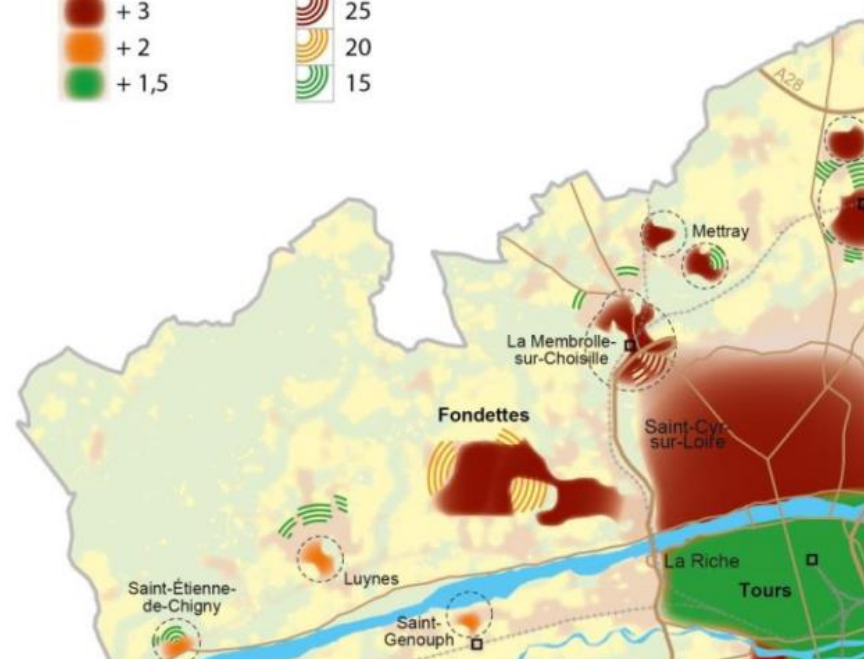 + 3
25
+ 2
20
+ 1,5
15
A28
Mettray
La Membrolle-
sur-Choisille
Fondettes
Saint-Cyr-
sur-Loire
La Riche
Tours
Luynes
Saint-Étienne-
de-Chigny
Saint-
Genouph